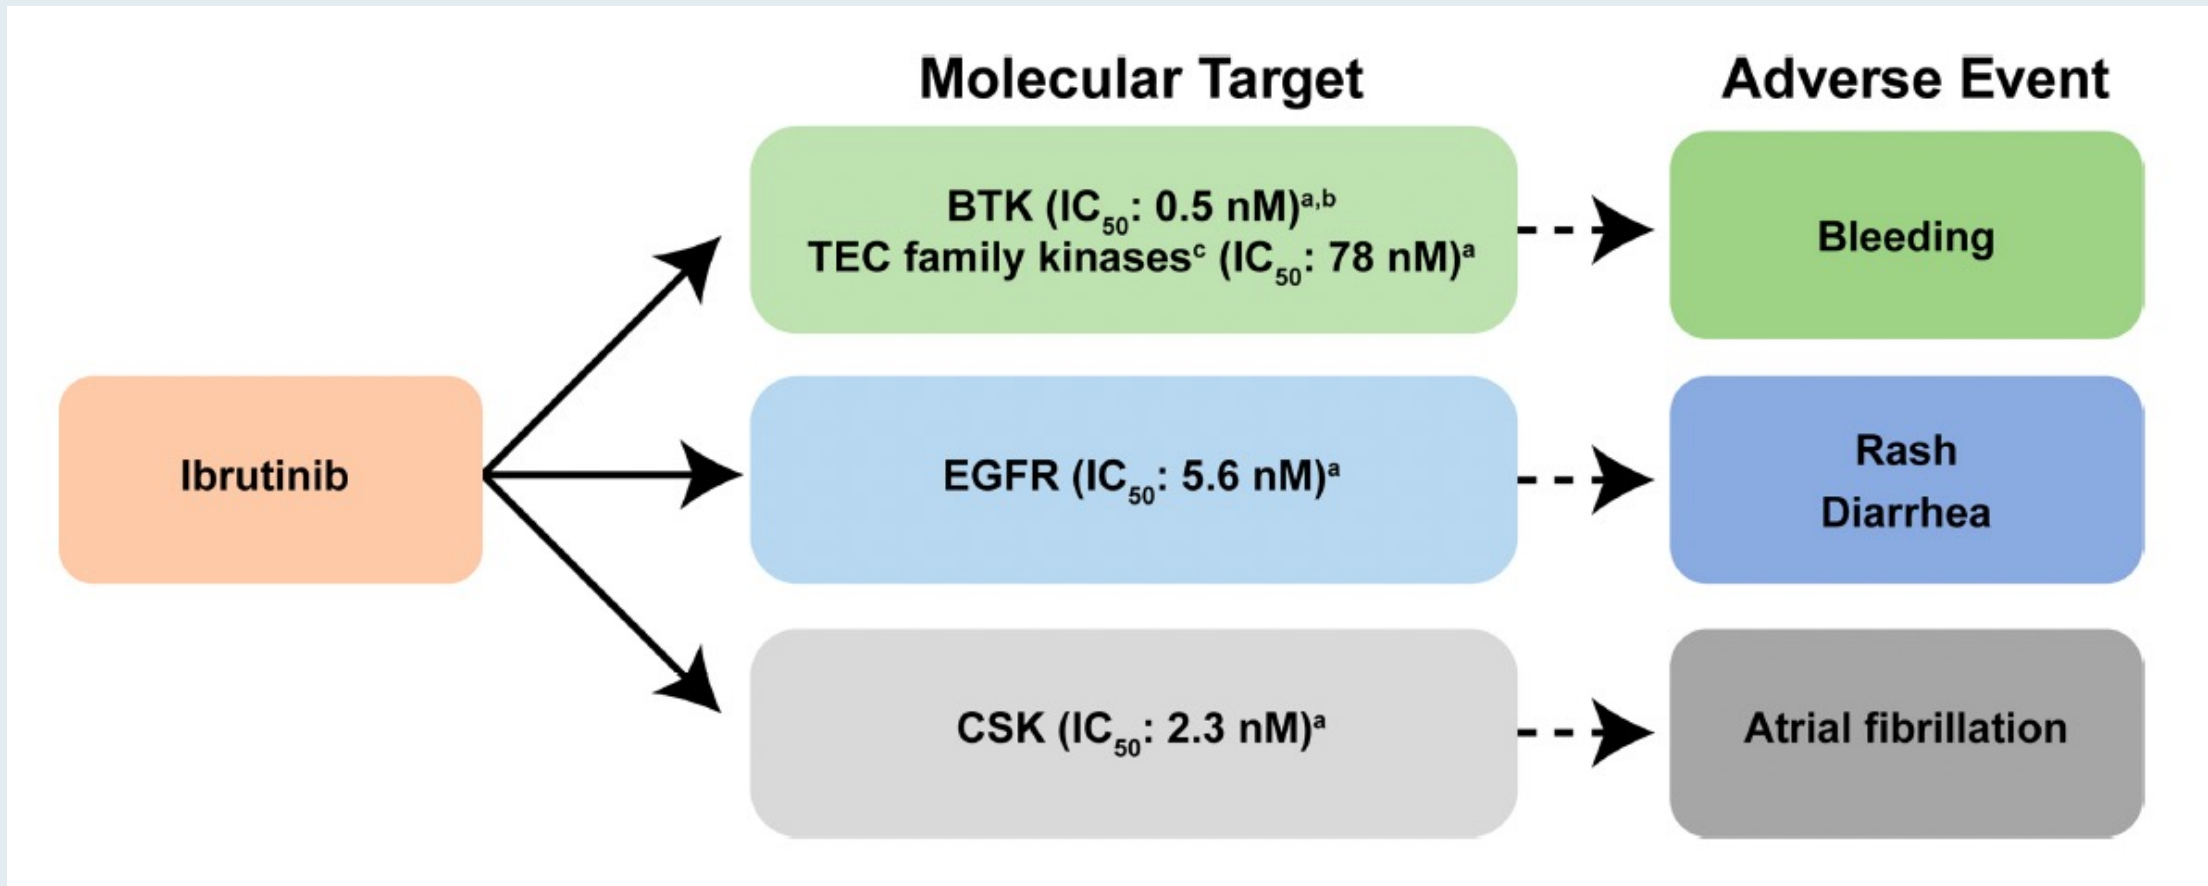 Molecular Target
Adverse Event
BTK (IC₅₀: 0.5 nM)ᵃ,ᵇ
TEC family kinasesᶜ (IC₅₀: 78 nM)ᵃ
Bleeding
Ibrutinib
EGFR (IC₅₀: 5.6 nM)ᵃ
Rash
Diarrhea
CSK (IC₅₀: 2.3 nM)ᵃ
Atrial fibrillation